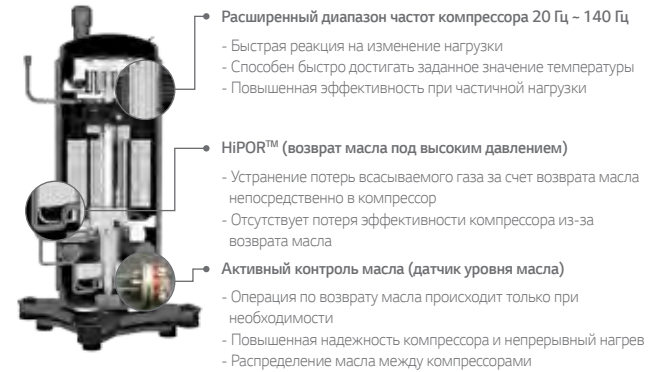 Расширенный диапазон частот компрессора 20 Гц ~ 140 Гц
- Быстрая реакция на изменение нагрузки
- Способен быстро достигать заданное значение температуры
- Повышенная эффективность при частичной нагрузки
HiPOR™ (возврат масла под высоким давлением)
- Устранение потерь всасываемого газа за счет возврата масла
непосредственно в компрессор
- Отсутствует потеря эффективности компрессора из-за
возврата масла
Активный контроль масла (датчик уровня масла)
- Операция по возврату масла происходит только при
необходимости
- Повышенная надежность компрессора и непрерывный нагрев
- Распределение масла между компрессорами